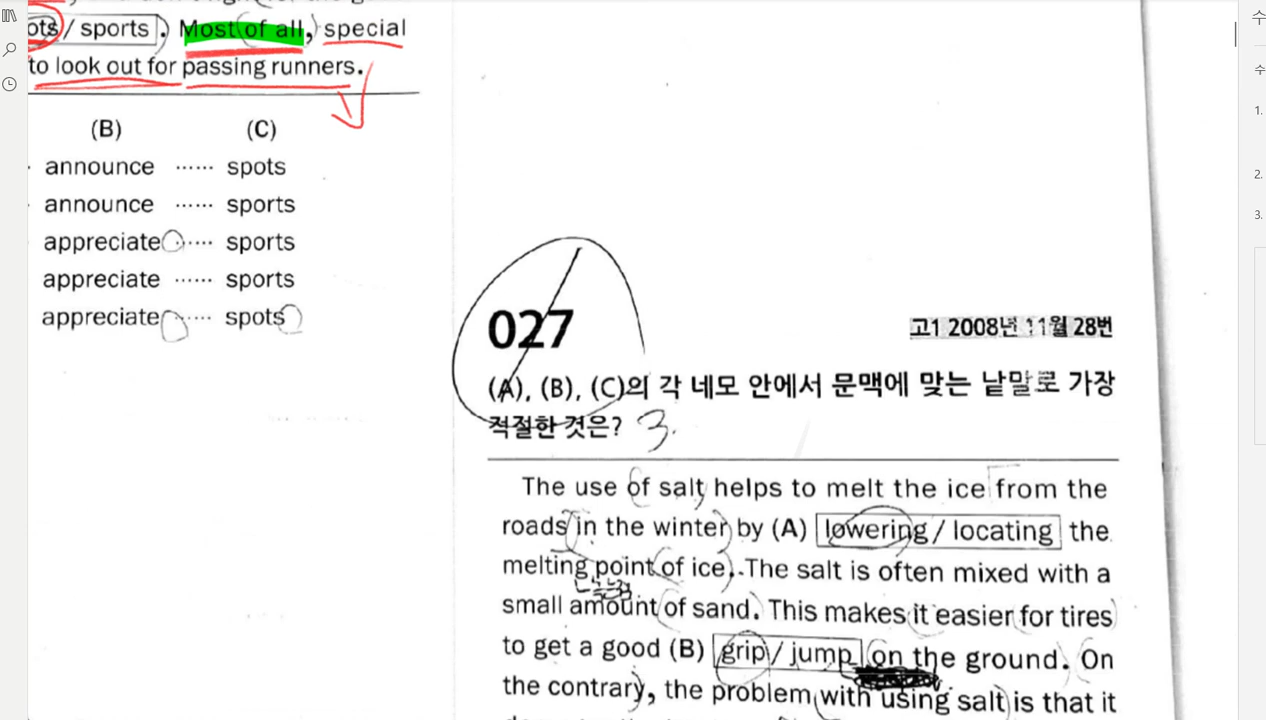 ots / sports . Most of all, special
to look out for passing runners.
(B) (C)
announce ······ spots
announce ······ sports
appreciate ····· sports
appreciate ······ sports
appreciate ····· spots
027
고1 2008년 11월 28번
(A), (B), (C)의 각 네모 안에서 문맥에 맞는 낱말로 가장
적절한 것은? 3.
The use of salt helps to melt the ice from the
roads in the winter by (A) lowering / locating the
melting point of ice. The salt is often mixed with a
small amount of sand. This makes it easier for tires
to get a good (B) grip / jump on the ground. On
the contrary, the problem with using salt is that it
수
수
1.
2.
3.